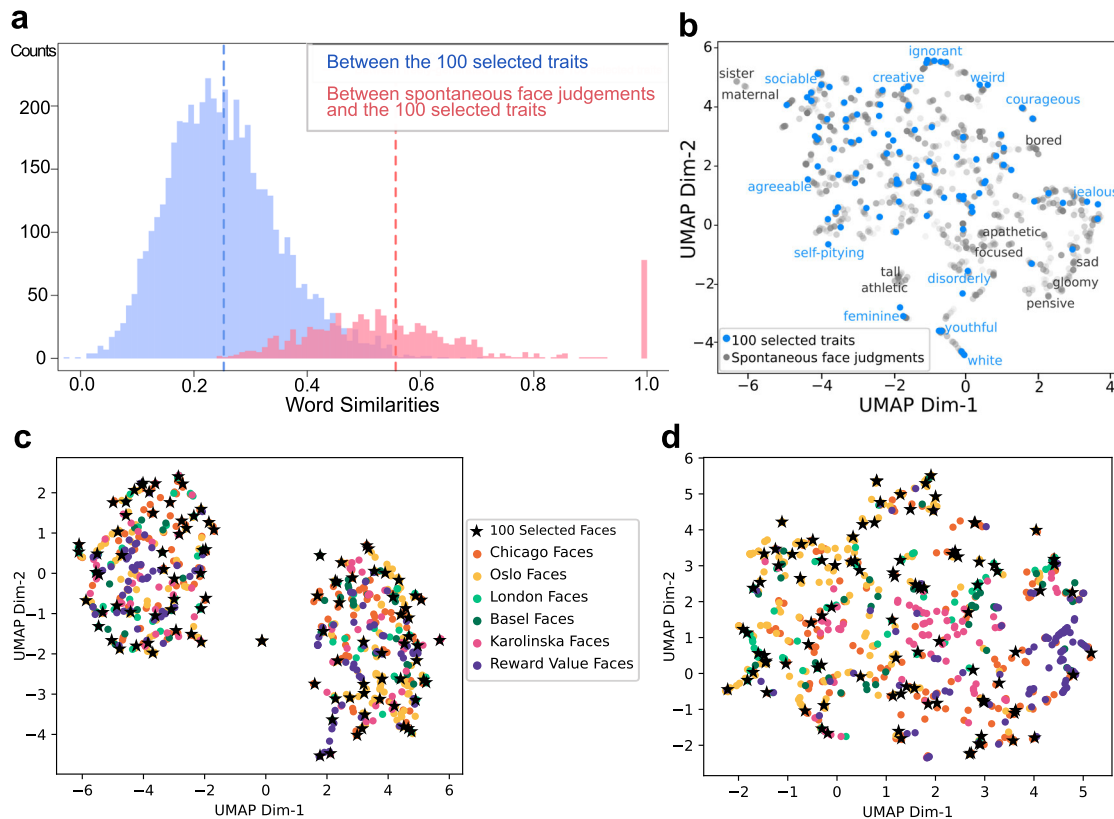 a
Counts
200
150
100
50
0
0.0 0.2 0.4 0.6 0.8 1.0
Word Similarities
Between the 100 selected traits
Between spontaneous face judgements
and the 100 selected traits
b
6
4
2
0
−2
−4
UMAP Dim-2
−6 −4 −2 0 2 4
UMAP Dim-1
ignorant
sister
sociable
creative
weird
maternal
courageous
bored
agreeable
jealous
apathetic
self-pitying
focused
sad
tall
disorderly
gloomy
athletic
pensive
feminine
youthful
white
100 selected traits
Spontaneous face judgments
c
2
1
0
−1
−2
−3
−4
UMAP Dim-2
−6 −4 −2 0 2 4 6
UMAP Dim-1
100 Selected Faces
Chicago Faces
Oslo Faces
London Faces
Basel Faces
Karolinska Faces
Reward Value Faces
d
6
5
4
3
2
1
0
−1
−2
UMAP Dim-2
−2 −1 0 1 2 3 4 5
UMAP Dim-1